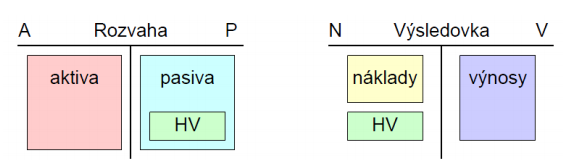 A Rozvaha P
aktiva
pasiva
HV
N Výsledovka V
náklady
výnosy
HV